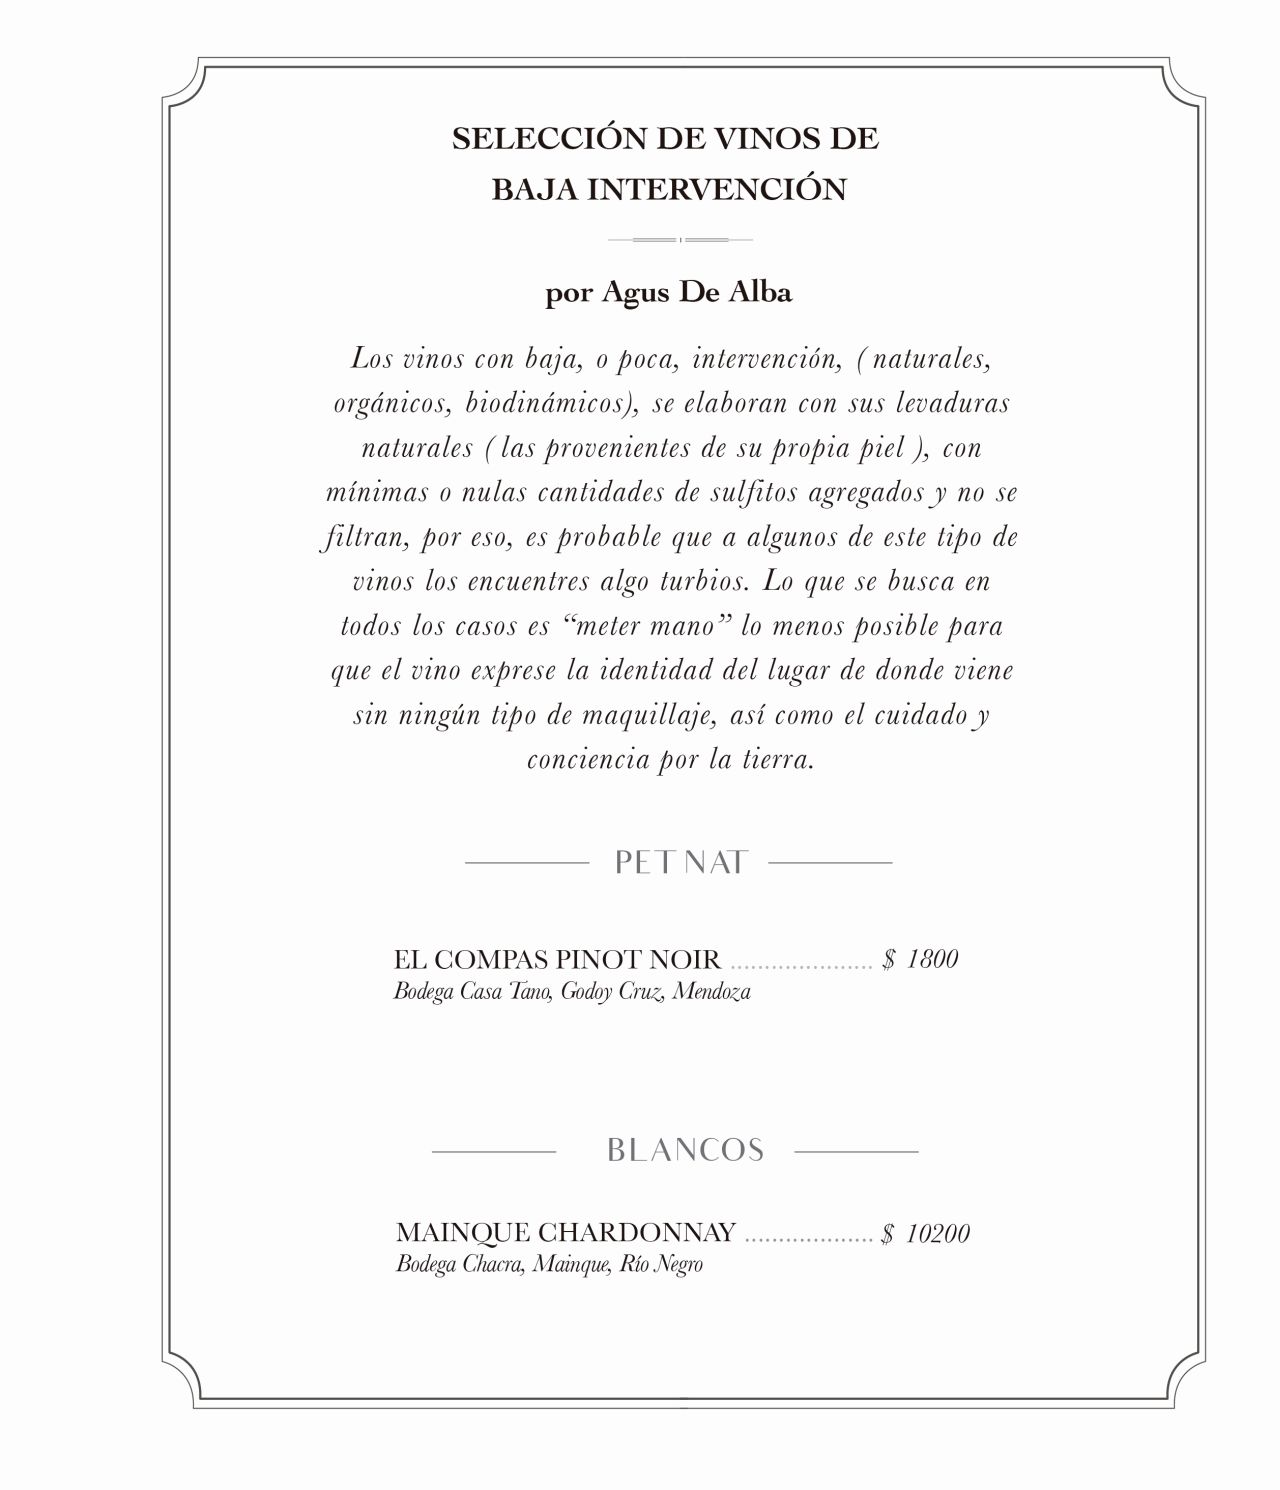 SELECCIÓN DE VINOS DE
BAJA INTERVENCIÓN
por Agus De Alba
Los vinos con baja, o poca, intervención, ( naturales,
orgánicos, biodinámicos), se elaboran con sus levaduras
naturales ( las provenientes de su propia piel ), con
mínimas o nulas cantidades de sulfitos agregados y no se
filtran, por eso, es probable que a algunos de este tipo de
vinos los encuentres algo turbios. Lo que se busca en
todos los casos es “meter mano” lo menos posible para
que el vino exprese la identidad del lugar de donde viene
sin ningún tipo de maquillaje, así como el cuidado y
conciencia por la tierra.
PET NAT
EL COMPAS PINOT NOIR ..................... $ 1800
Bodega Casa Tano, Godoy Cruz, Mendoza
BLANCOS
MAINQUE CHARDONNAY ................... $ 10200
Bodega Chacra, Mainque, Río Negro